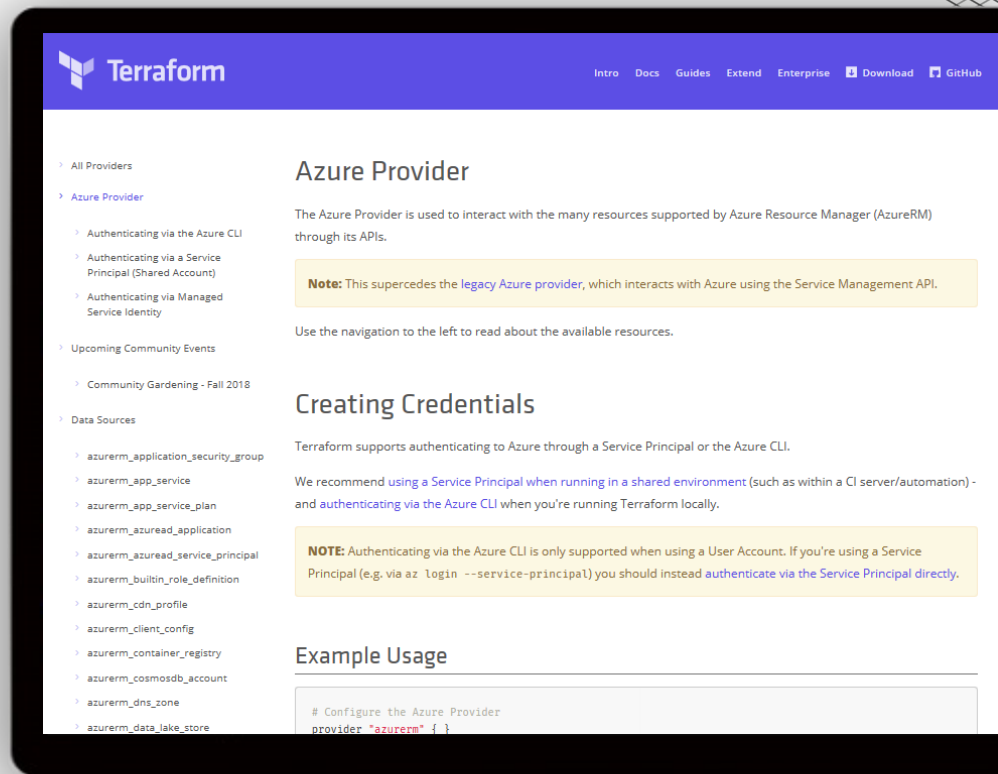 Terraform
Intro Docs Guides Extend Enterprise Download GitHub
All Providers
Azure Provider
Authenticating via the Azure CLI
Authenticating via a Service
Principal (Shared Account)
Authenticating via Managed
Service Identity
Upcoming Community Events
Community Gardening - Fall 2018
Data Sources
azurerm_application_security_group
azurerm_app_service
azurerm_app_service_plan
azurerm_azuread_application
azurerm_azuread_service_principal
azurerm_builtin_role_definition
azurerm_cdn_profile
azurerm_client_config
azurerm_container_registry
azurerm_cosmosdb_account
azurerm_dns_zone
azurerm_data_lake_store
Azure Provider
The Azure Provider is used to interact with the many resources supported by Azure Resource Manager (AzureRM)
through its APIs.
Note: This supercedes the legacy Azure provider, which interacts with Azure using the Service Management API.
Use the navigation to the left to read about the available resources.
Creating Credentials
Terraform supports authenticating to Azure through a Service Principal or the Azure CLI.
We recommend using a Service Principal when running in a shared environment (such as within a CI server/automation) -
and authenticating via the Azure CLI when you're running Terraform locally.
NOTE: Authenticating via the Azure CLI is only supported when using a User Account. If you're using a Service
Principal (e.g. via az login --service-principal) you should instead authenticate via the Service Principal directly.
Example Usage
# Configure the Azure Provider
provider "azurerm" { }